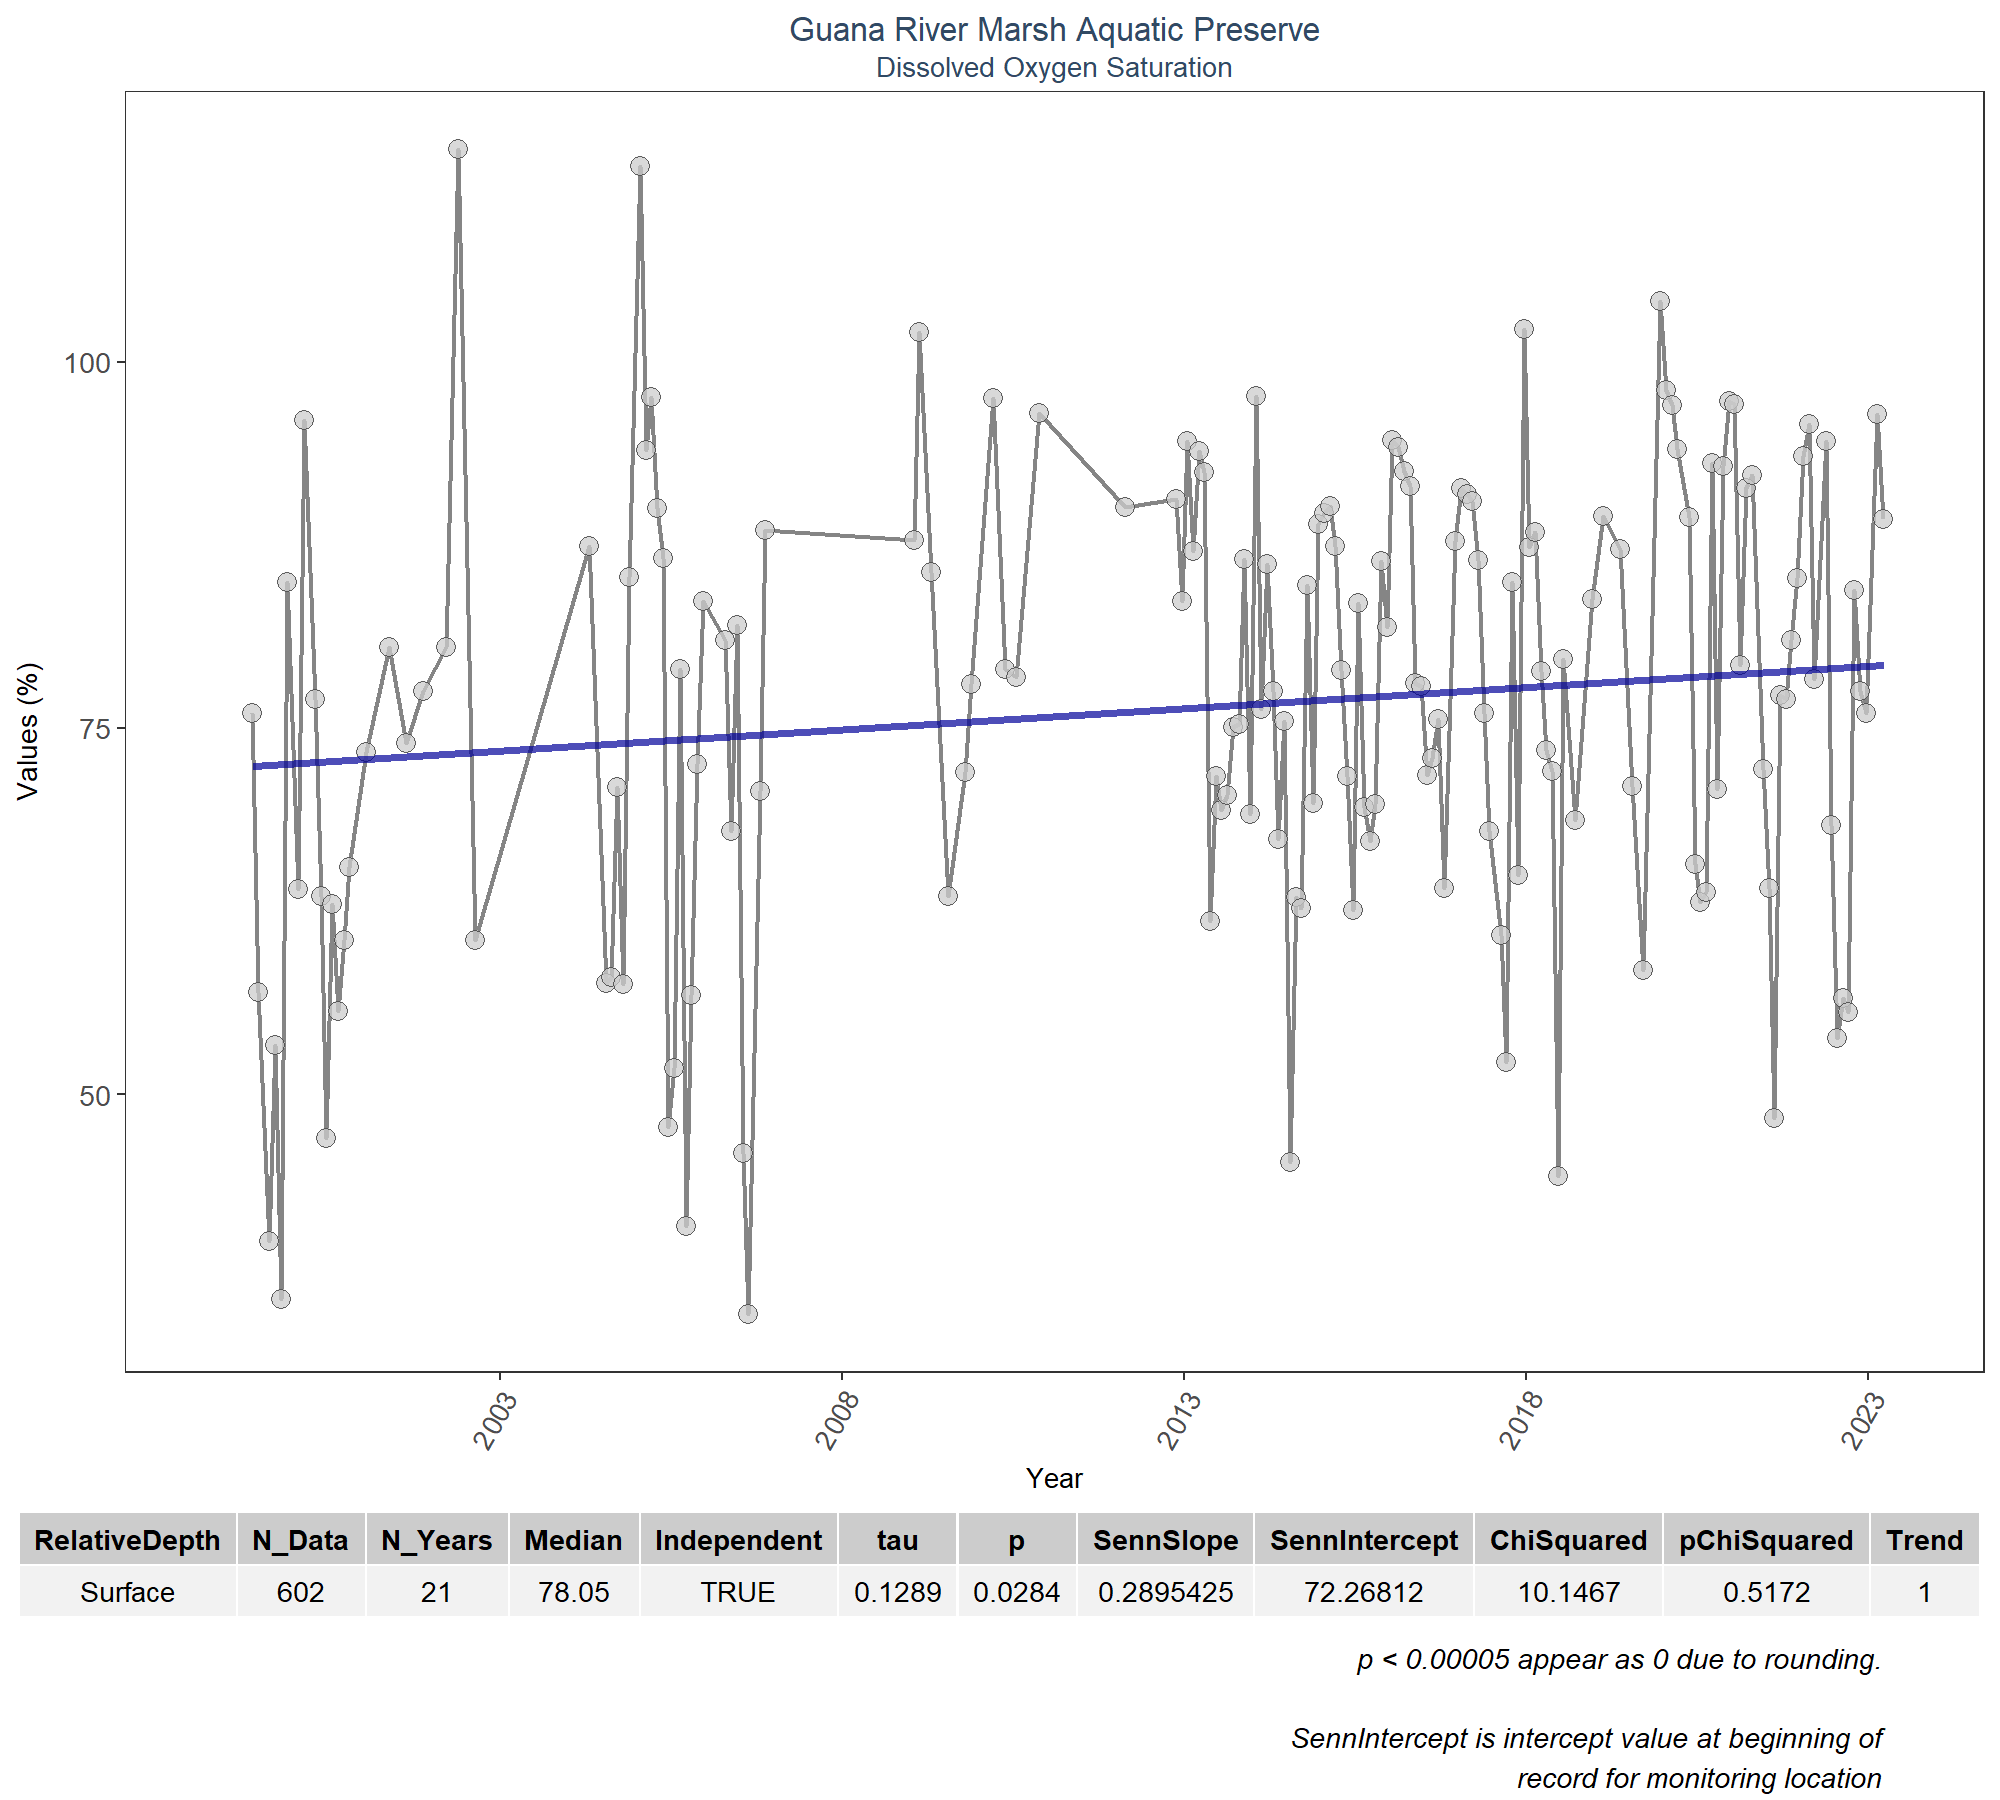 Guana River Marsh Aquatic Preserve
Dissolved Oxygen Saturation
Values (%)
100
75
50
2003 2008 2013 2018 2023
Year
RelativeDepth N_Data N_Years Median Independent tau p SennSlope SennIntercept ChiSquared pChiSquared Trend
Surface 602 21 78.05 TRUE 0.1289 0.0284 0.2895425 72.26812 10.1467 0.5172 1
p < 0.00005 appear as 0 due to rounding.
SennIntercept is intercept value at beginning of
record for monitoring location